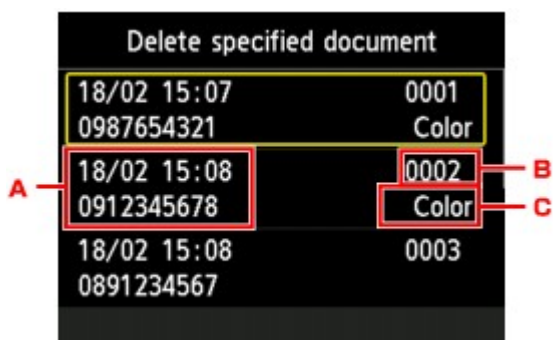 Delete specified document
18/02 15:07 0001
0987654321 Color
A 18/02 15:08 0002 B
0912345678 Color C
18/02 15:08 0003
0891234567